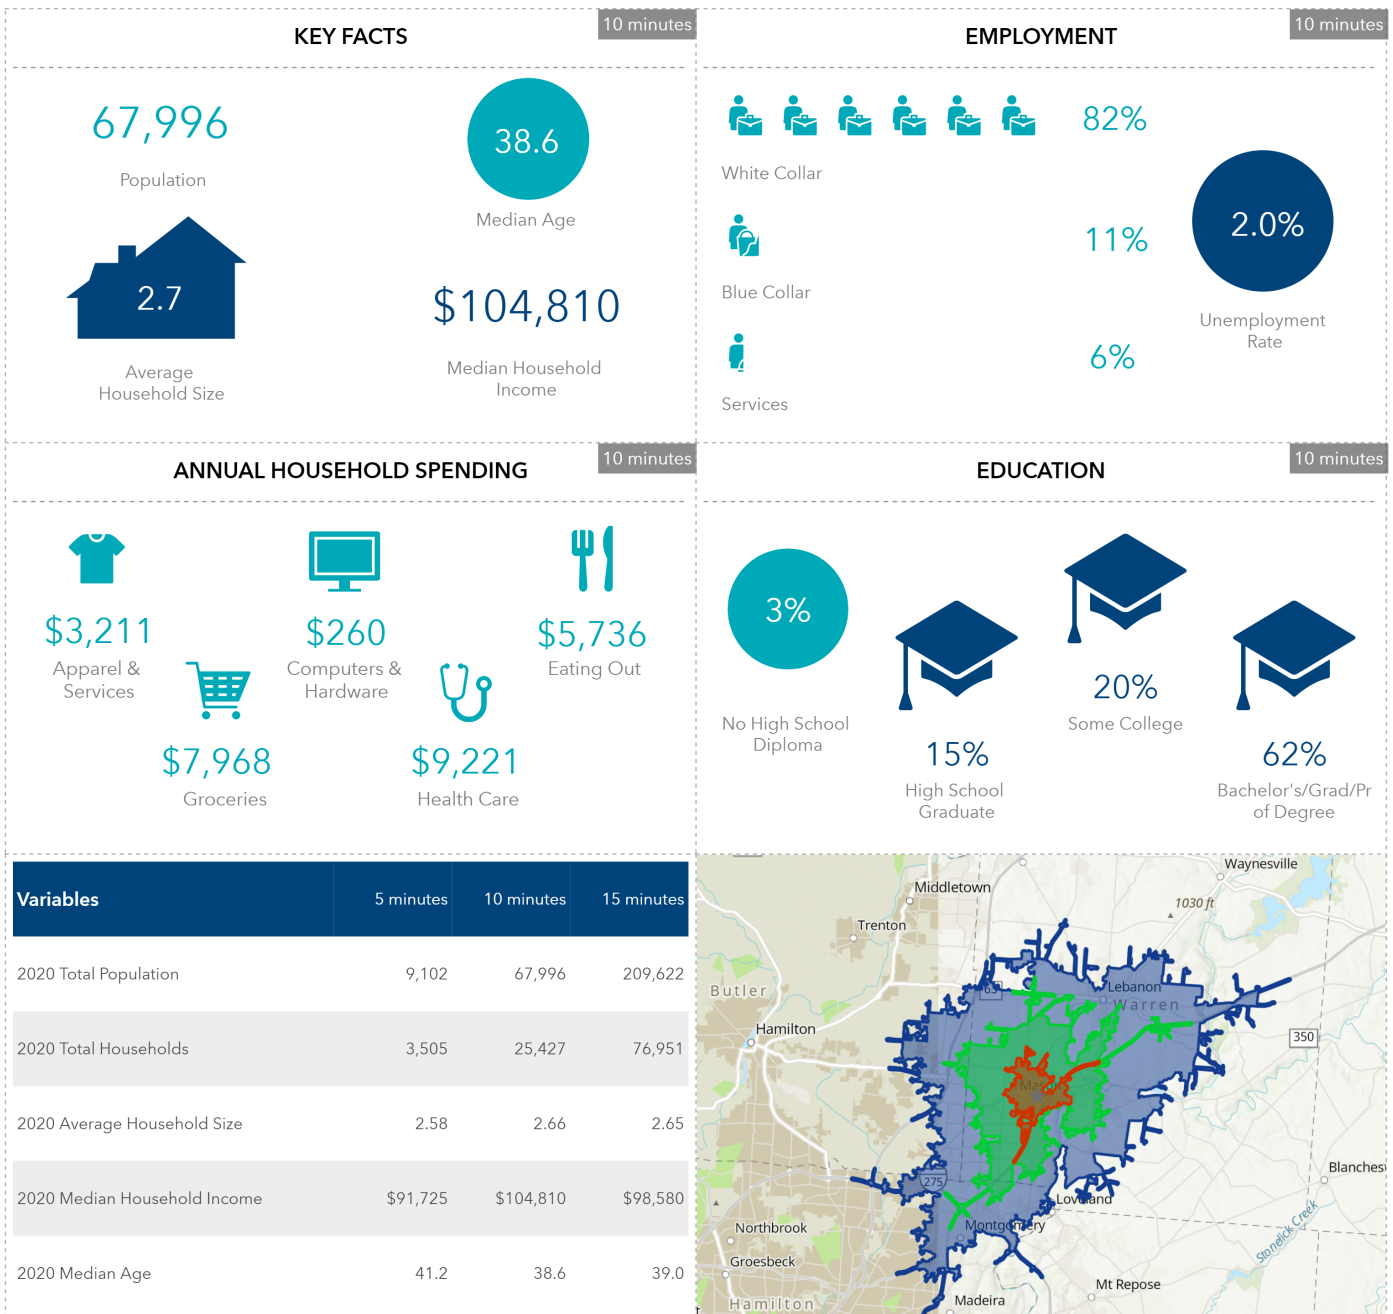 KEY FACTS
10 minutes
67,996
Population
38.6
Median Age
2.7
Average
Household Size
$104,810
Median Household
Income
EMPLOYMENT
10 minutes
82%
White Collar
11%
Blue Collar
6%
Services
2.0%
Unemployment
Rate
ANNUAL HOUSEHOLD SPENDING
10 minutes
$3,211
Apparel &
Services
$260
Computers &
Hardware
$5,736
Eating Out
$7,968
Groceries
$9,221
Health Care
EDUCATION
10 minutes
3%
No High School
Diploma
15%
High School
Graduate
20%
Some College
62%
Bachelor's/Grad/Pr
of Degree
Variables 5 minutes 10 minutes 15 minutes
2020 Total Population 9,102 67,996 209,622
2020 Total Households 3,505 25,427 76,951
2020 Average Household Size 2.58 2.66 2.65
2020 Median Household Income $91,725 $104,810 $98,580
2020 Median Age 41.2 38.6 39.0
Waynesville
Middletown
1030 ft
Trenton
Butler
63
Lebanon
Warren
Hamilton
350
Mas
275
Blanches
Loveland
Northbrook
Montgomery
Stonelick Creek
Groesbeck
Mt Repose
Hamilton
Madeira